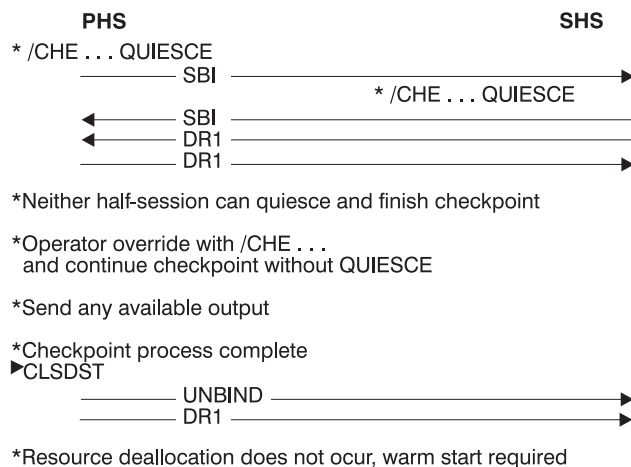 PHS SHS
* /CHE . . . QUIESCE
SBI
* /CHE . . . QUIESCE
SBI
DR1
DR1
*Neither half-session can quiesce and finish checkpoint
*Operator override with /CHE . . .
and continue checkpoint without QUIESCE
*Send any available output
*Checkpoint process complete
CLSDST
UNBIND
DR1
*Resource deallocation does not ocur, warm start required